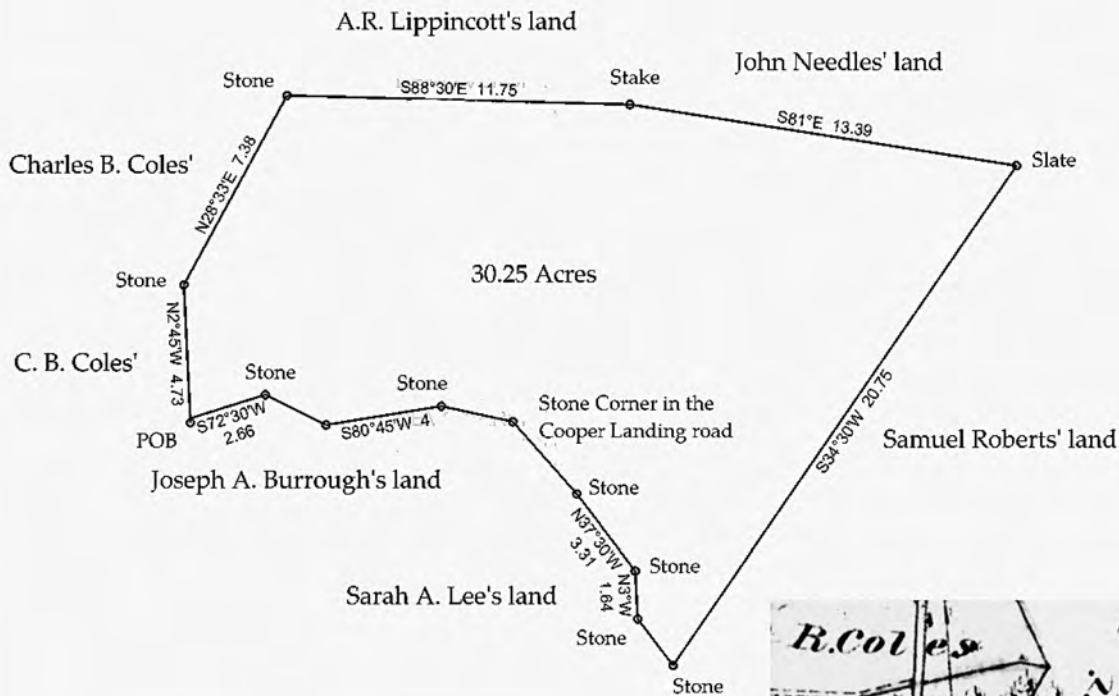 A.R. Lippincott's land
John Needles' land
Stone
S88°30'E 11.75
Stake
S81°E 13.39
Slate
Charles B. Coles'
N28°33'E 7.38
Stone
30.25 Acres
N2°45'W 4.73
C. B. Coles'
Stone
Stone
Stone Corner in the
Cooper Landing road
S72°30'W
2.66
S80°45'W 4
POB
S34°30'W 20.75
Samuel Roberts' land
Joseph A. Burrough's land
Stone
N37°30'W
3.31
Stone
N3°W
1.64
Sarah A. Lee's land
Stone
Stone
R. Coles